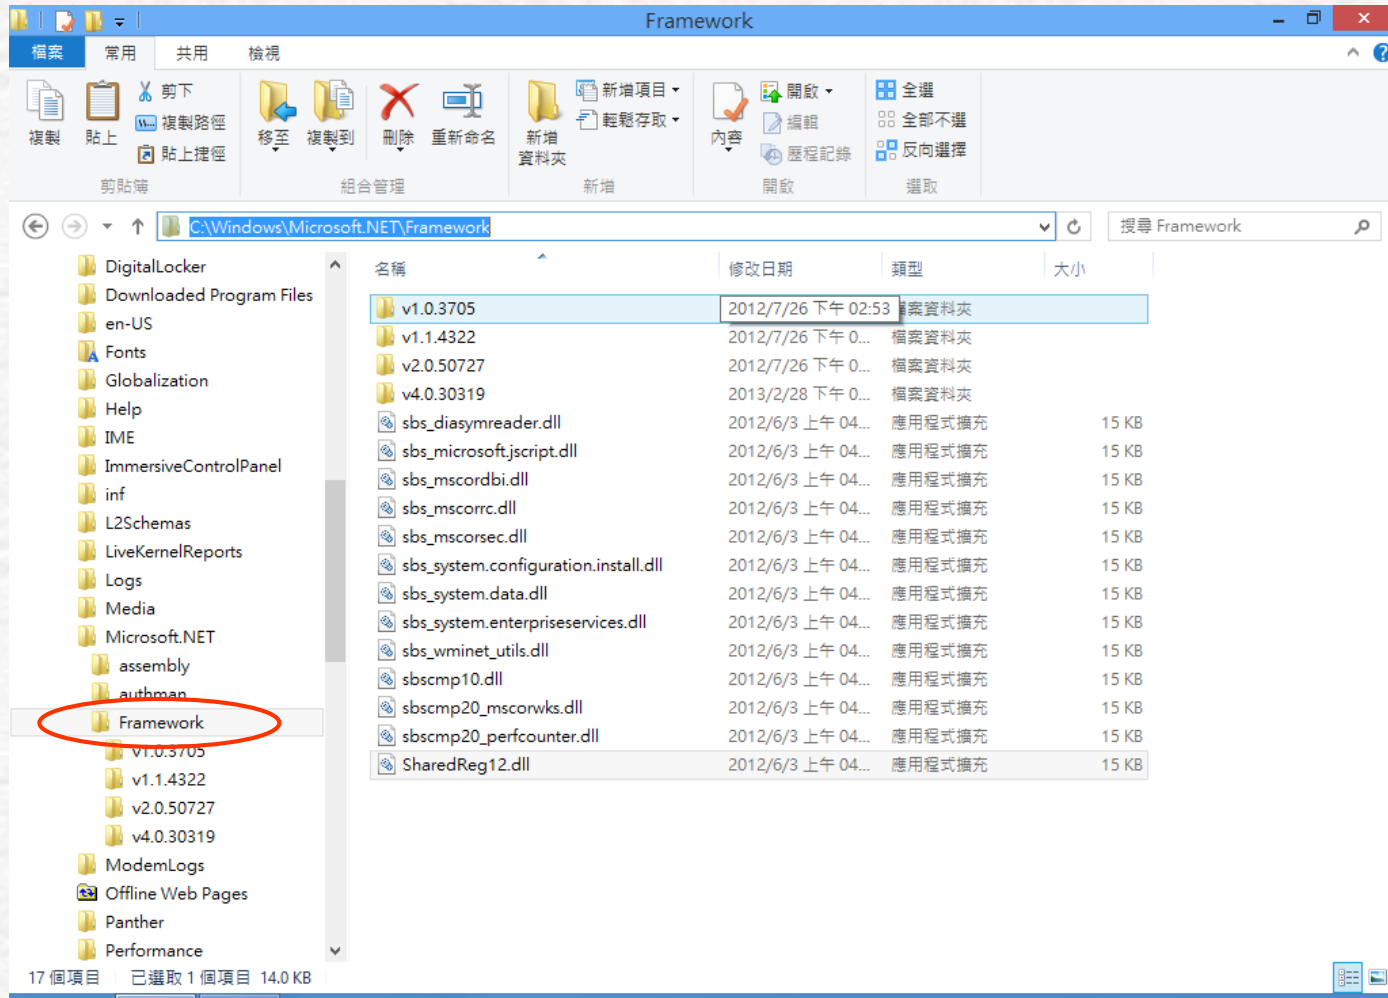 Framework
檔案 常用 共用 檢視
複製 貼上 剪下 複製路徑 貼上捷徑
移至 複製到 刪除 重新命名
新增資料夾 新增項目 輕鬆存取
內容 開啟 編輯 歷程記錄
全選 全部不選 反向選擇
剪貼簿 組合管理 新增 開啟 選取
C:\Windows\Microsoft.NET\Framework 搜尋 Framework
DigitalLocker
Downloaded Program Files
en-US
Fonts
Globalization
Help
IME
ImmersiveControlPanel
inf
L2Schemas
LiveKernelReports
Logs
Media
Microsoft.NET
assembly
authman
Framework
v1.0.3705
v1.1.4322
v2.0.50727
v4.0.30319
ModemLogs
Offline Web Pages
Panther
Performance
名稱 修改日期 類型 大小
v1.0.3705 2012/7/26 下午 02:53 檔案資料夾
v1.1.4322 2012/7/26 下午 0... 檔案資料夾
v2.0.50727 2012/7/26 下午 0... 檔案資料夾
v4.0.30319 2013/2/28 下午 0... 檔案資料夾
sbs_diasymreader.dll 2012/6/3 上午 04... 應用程式擴充 15 KB
sbs_microsoft.jscript.dll 2012/6/3 上午 04... 應用程式擴充 15 KB
sbs_mscordbi.dll 2012/6/3 上午 04... 應用程式擴充 15 KB
sbs_mscorrc.dll 2012/6/3 上午 04... 應用程式擴充 15 KB
sbs_mscorsec.dll 2012/6/3 上午 04... 應用程式擴充 15 KB
sbs_system.configuration.install.dll 2012/6/3 上午 04... 應用程式擴充 15 KB
sbs_system.data.dll 2012/6/3 上午 04... 應用程式擴充 15 KB
sbs_system.enterpriseservices.dll 2012/6/3 上午 04... 應用程式擴充 15 KB
sbs_wminet_utils.dll 2012/6/3 上午 04... 應用程式擴充 15 KB
sbscmp10.dll 2012/6/3 上午 04... 應用程式擴充 15 KB
sbscmp20_mscorwks.dll 2012/6/3 上午 04... 應用程式擴充 15 KB
sbscmp20_perfcounter.dll 2012/6/3 上午 04... 應用程式擴充 15 KB
SharedReg12.dll 2012/6/3 上午 04... 應用程式擴充 15 KB
17 個項目 已選取 1 個項目 14.0 KB